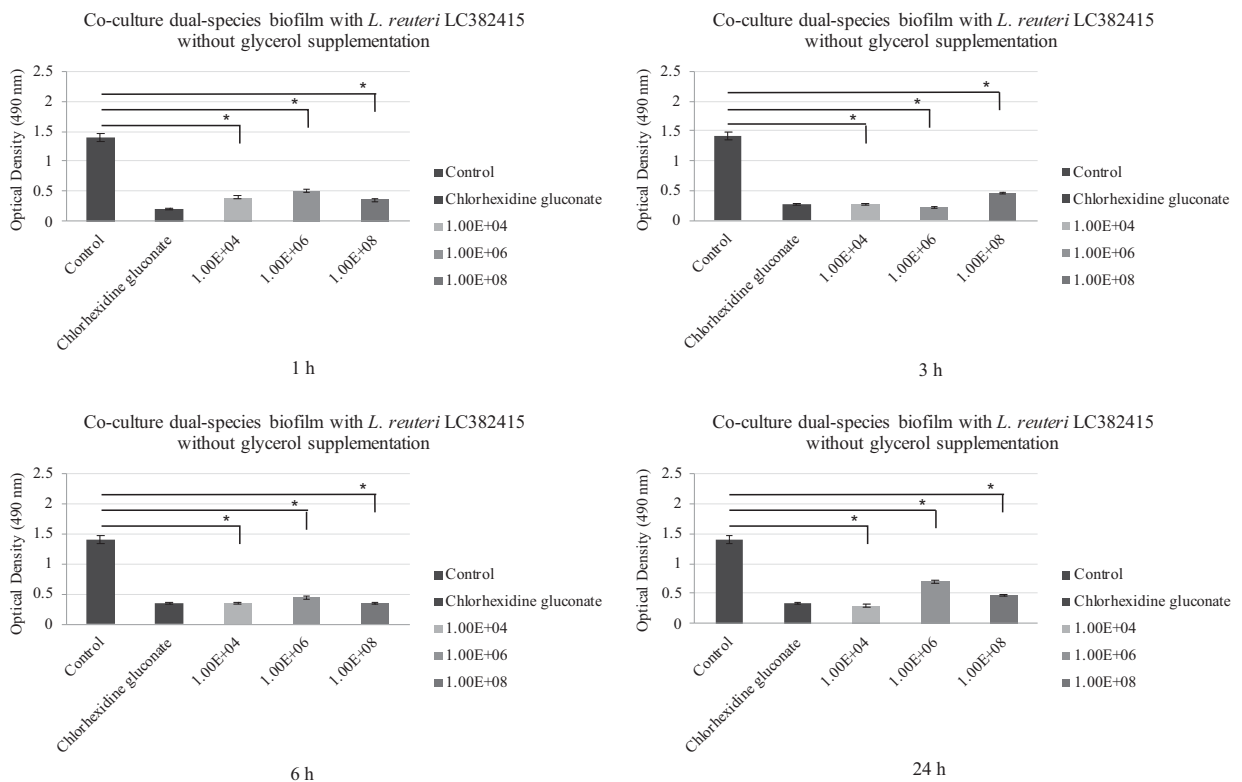 Co-culture dual-species biofilm with L. reuteri LC382415
without glycerol supplementation
Optical Density (490 nm)
2.5
2
1.5
1
0.5
0
*
*
*
Control
Chlorhexidine gluconate
1.00E+04
1.00E+06
1.00E+08
Control
Chlorhexidine gluconate
1.00E+04
1.00E+06
1.00E+08
1 h
Co-culture dual-species biofilm with L. reuteri LC382415
without glycerol supplementation
Optical Density (490 nm)
2.5
2
1.5
1
0.5
0
*
*
*
Control
Chlorhexidine gluconate
1.00E+04
1.00E+06
1.00E+08
Control
Chlorhexidine gluconate
1.00E+04
1.00E+06
1.00E+08
3 h
Co-culture dual-species biofilm with L. reuteri LC382415
without glycerol supplementation
Optical Density (490 nm)
2.5
2
1.5
1
0.5
0
*
*
*
Control
Chlorhexidine gluconate
1.00E+04
1.00E+06
1.00E+08
Control
Chlorhexidine gluconate
1.00E+04
1.00E+06
1.00E+08
6 h
Co-culture dual-species biofilm with L. reuteri LC382415
without glycerol supplementation
Optical Density (490 nm)
2.5
2
1.5
1
0.5
0
*
*
*
Control
Chlorhexidine gluconate
1.00E+04
1.00E+06
1.00E+08
Control
Chlorhexidine gluconate
1.00E+04
1.00E+06
1.00E+08
24 h